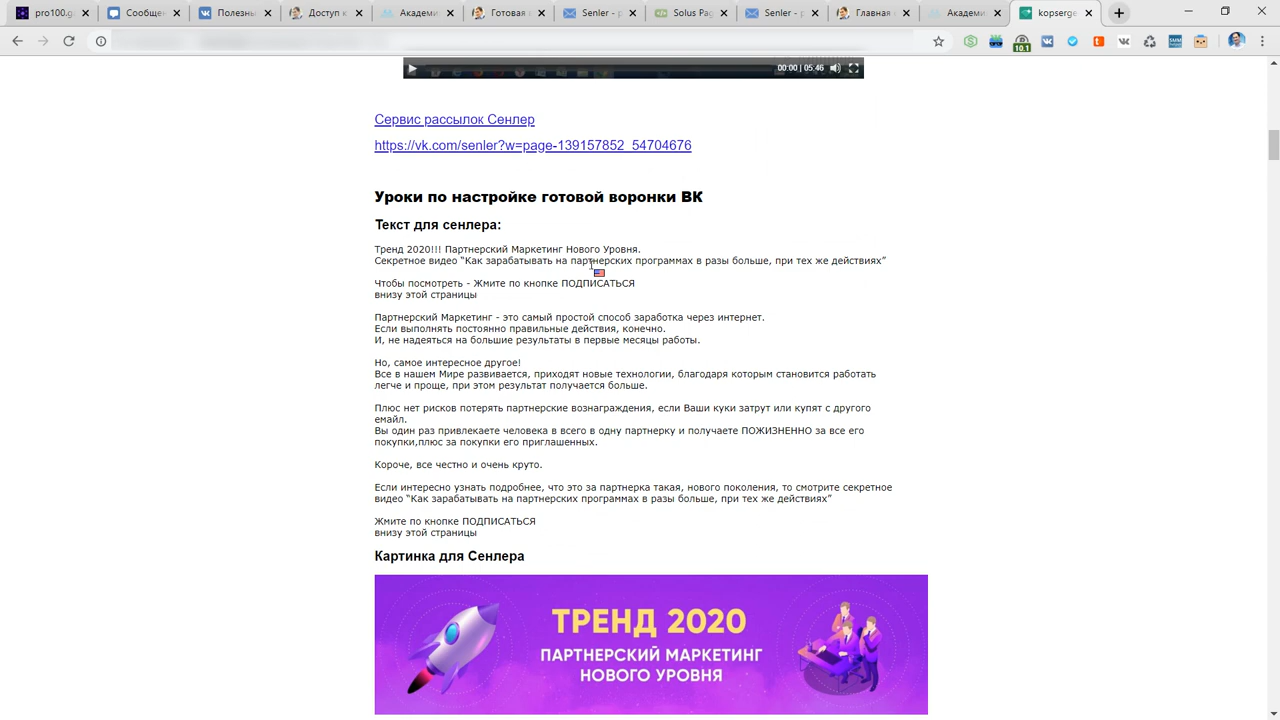 pro100.g
Сообщен
Полезны
Доступ к
Академи
Готовая
Senler - р
Solus Pag
Senler - р
Главная
Академи
kopserge
10.1
00:00 | 05:46
Сервис рассылок Сенлер
https://vk.com/senler?w=page-139157852_54704676
Уроки по настройке готовой воронки ВК
Текст для сенлера:
Тренд 2020!!! Партнерский Маркетинг Нового Уровня.
Секретное видео “Как зарабатывать на партнерских программах в разы больше, при тех же действиях”
Чтобы посмотреть - Жмите по кнопке ПОДПИСАТЬСЯ
внизу этой страницы
Партнерский Маркетинг - это самый простой способ заработка через интернет.
Если выполнять постоянно правильные действия, конечно.
И, не надеяться на большие результаты в первые месяцы работы.
Но, самое интересное другое!
Все в нашем Мире развивается, приходят новые технологии, благодаря которым становится работать
легче и проще, при этом результат получается больше.
Плюс нет рисков потерять партнерские вознаграждения, если Ваши куки затрут или купят с другого
емайл.
Вы один раз привлекаете человека в всего в одну партнерку и получаете ПОЖИЗНЕННО за все его
покупки,плюс за покупки его приглашенных.
Короче, все честно и очень круто.
Если интересно узнать подробнее, что это за партнерка такая, нового поколения, то смотрите секретное
видео “Как зарабатывать на партнерских программах в разы больше, при тех же действиях”
Жмите по кнопке ПОДПИСАТЬСЯ
внизу этой страницы
Картинка для Сенлера
ТРЕНД 2020
ПАРТНЕРСКИЙ МАРКЕТИНГ
НОВОГО УРОВНЯ